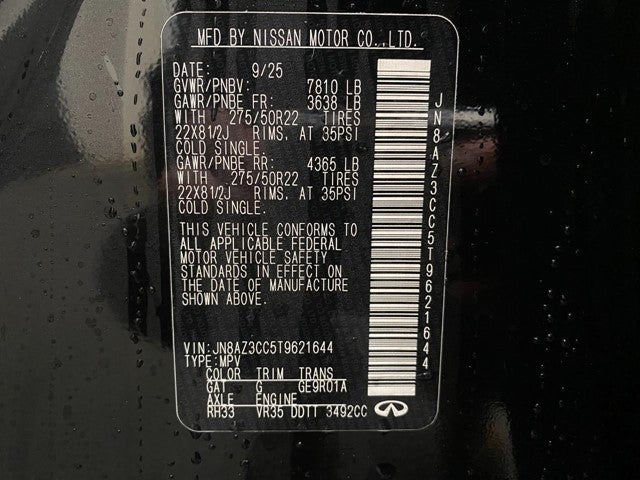 MFD BY NISSAN MOTOR CO.,LTD.
DATE: 9/25
GVWR/PNBV: 7810 LB
GAWR/PNBE FR: 3638 LB
WITH 275/50R22 TIRES
22X81/2J RIMS, AT 35PSI
COLD SINGLE.
GAWR/PNBE RR: 4365 LB
WITH 275/50R22 TIRES
22X81/2J RIMS, AT 35PSI
COLD SINGLE.
THIS VEHICLE CONFORMS TO
ALL APPLICABLE FEDERAL
MOTOR VEHICLE SAFETY
STANDARDS IN EFFECT ON
THE DATE OF MANUFACTURE
SHOWN ABOVE.
VIN:JN8AZ3CC5T9621644
TYPE:MPV
COLOR TRIM TRANS
GAT G GE9R01A
AXLE ENGINE
RH33 VR35 DDTT 3492CC
JN8AZ3CC5T9621644